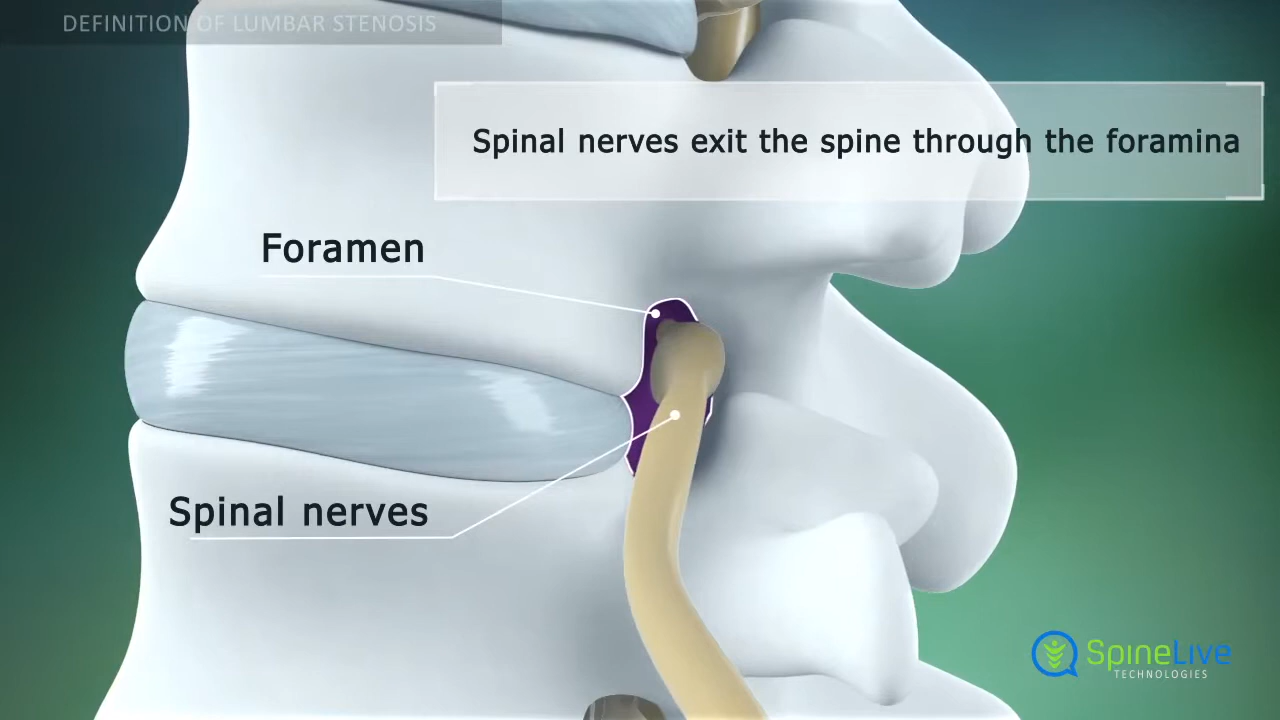 DEFINITION OF LUMBAR STENOSIS
Spinal nerves exit the spine through the foramina
Foramen
Spinal nerves
SpineLive
TECHNOLOGIES